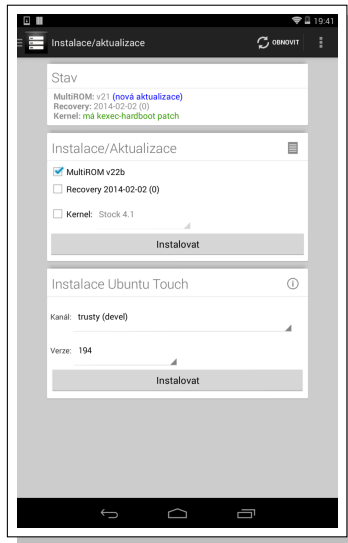 19:41
Instalace/aktualizace
OBNOVIT
Stav
MultiROM: v21 (nová aktualizace)
Recovery: 2014-02-02 (0)
Kernel: má kexec-hardboot patch
Instalace/Aktualizace
MultiROM v22b
Recovery 2014-02-02 (0)
Kernel: Stock 4.1
Instalovat
Instalace Ubuntu Touch
Kanál: trusty (devel)
Verze: 194
Instalovat